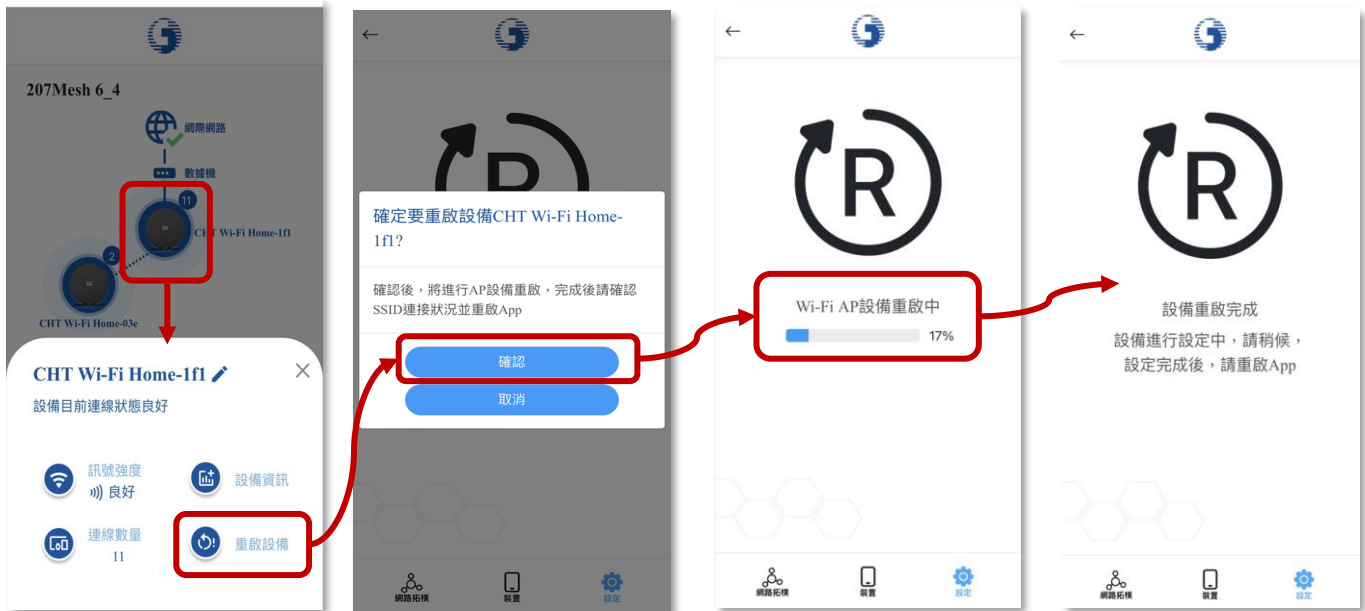 207Mesh 6_4
網際網路
數據機
11
CHT Wi-Fi Home-1f1
2
CHT Wi-Fi Home-03e
CHT Wi-Fi Home-1f1
設備目前連線狀態良好
訊號強度
良好
設備資訊
連線數量
11
重啟設備
R
確定要重啟設備CHT Wi-Fi Home-
1f1?
確認後，將進行AP設備重啟，完成後請確認
SSID連接狀況並重啟App
確認
取消
網路拓樸
裝置
設定
R
Wi-Fi AP設備重啟中
17%
網路拓樸
裝置
設定
R
設備重啟完成
設備進行設定中，請稍候，
設定完成後，請重啟App
網路拓樸
裝置
設定